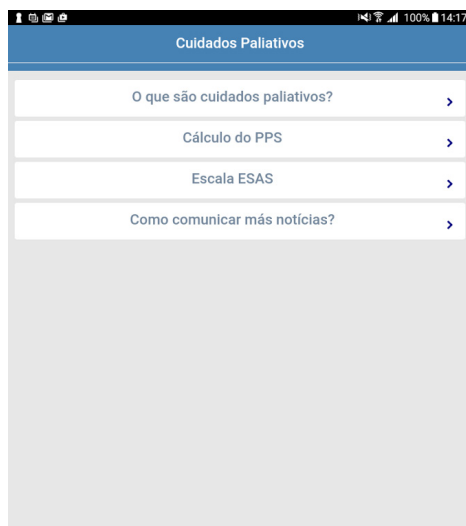 100% 14:17
Cuidados Paliativos
O que são cuidados paliativos?
Cálculo do PPS
Escala ESAS
Como comunicar más notícias?